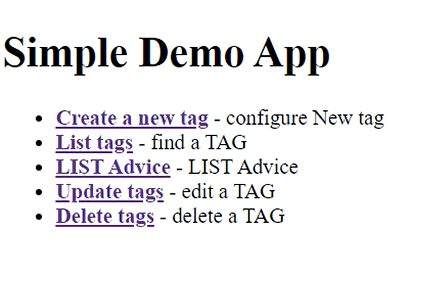 Simple Demo App
Create a new tag - configure New tag
List tags - find a TAG
LIST Advice - LIST Advice
Update tags - edit a TAG
Delete tags - delete a TAG